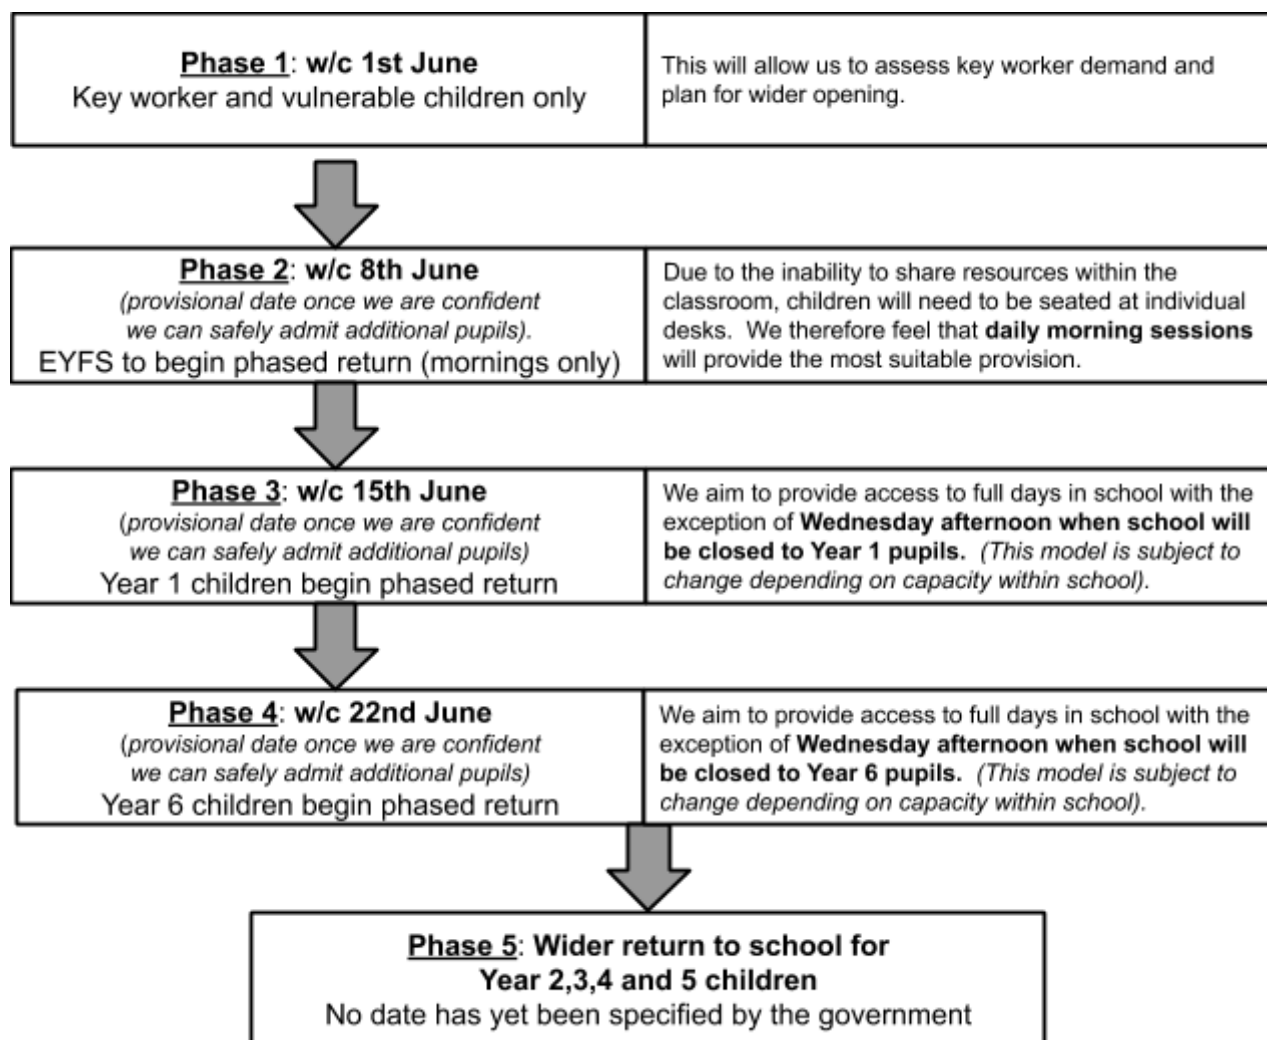 Phase 1: w/c 1st June
Key worker and vulnerable children only
This will allow us to assess key worker demand and
plan for wider opening.
Phase 2: w/c 8th June
(provisional date once we are confident
we can safely admit additional pupils).
EYFS to begin phased return (mornings only)
Due to the inability to share resources within the
classroom, children will need to be seated at individual
desks.  We therefore feel that daily morning sessions
will provide the most suitable provision.
Phase 3: w/c 15th June
(provisional date once we are confident
we can safely admit additional pupils)
Year 1 children begin phased return
We aim to provide access to full days in school with the
exception of Wednesday afternoon when school will
be closed to Year 1 pupils.  (This model is subject to
change depending on capacity within school).
Phase 4: w/c 22nd June
(provisional date once we are confident
we can safely admit additional pupils)
Year 6 children begin phased return
We aim to provide access to full days in school with the
exception of Wednesday afternoon when school will
be closed to Year 6 pupils.  (This model is subject to
change depending on capacity within school).
Phase 5: Wider return to school for
Year 2,3,4 and 5 children
No date has yet been specified by the government